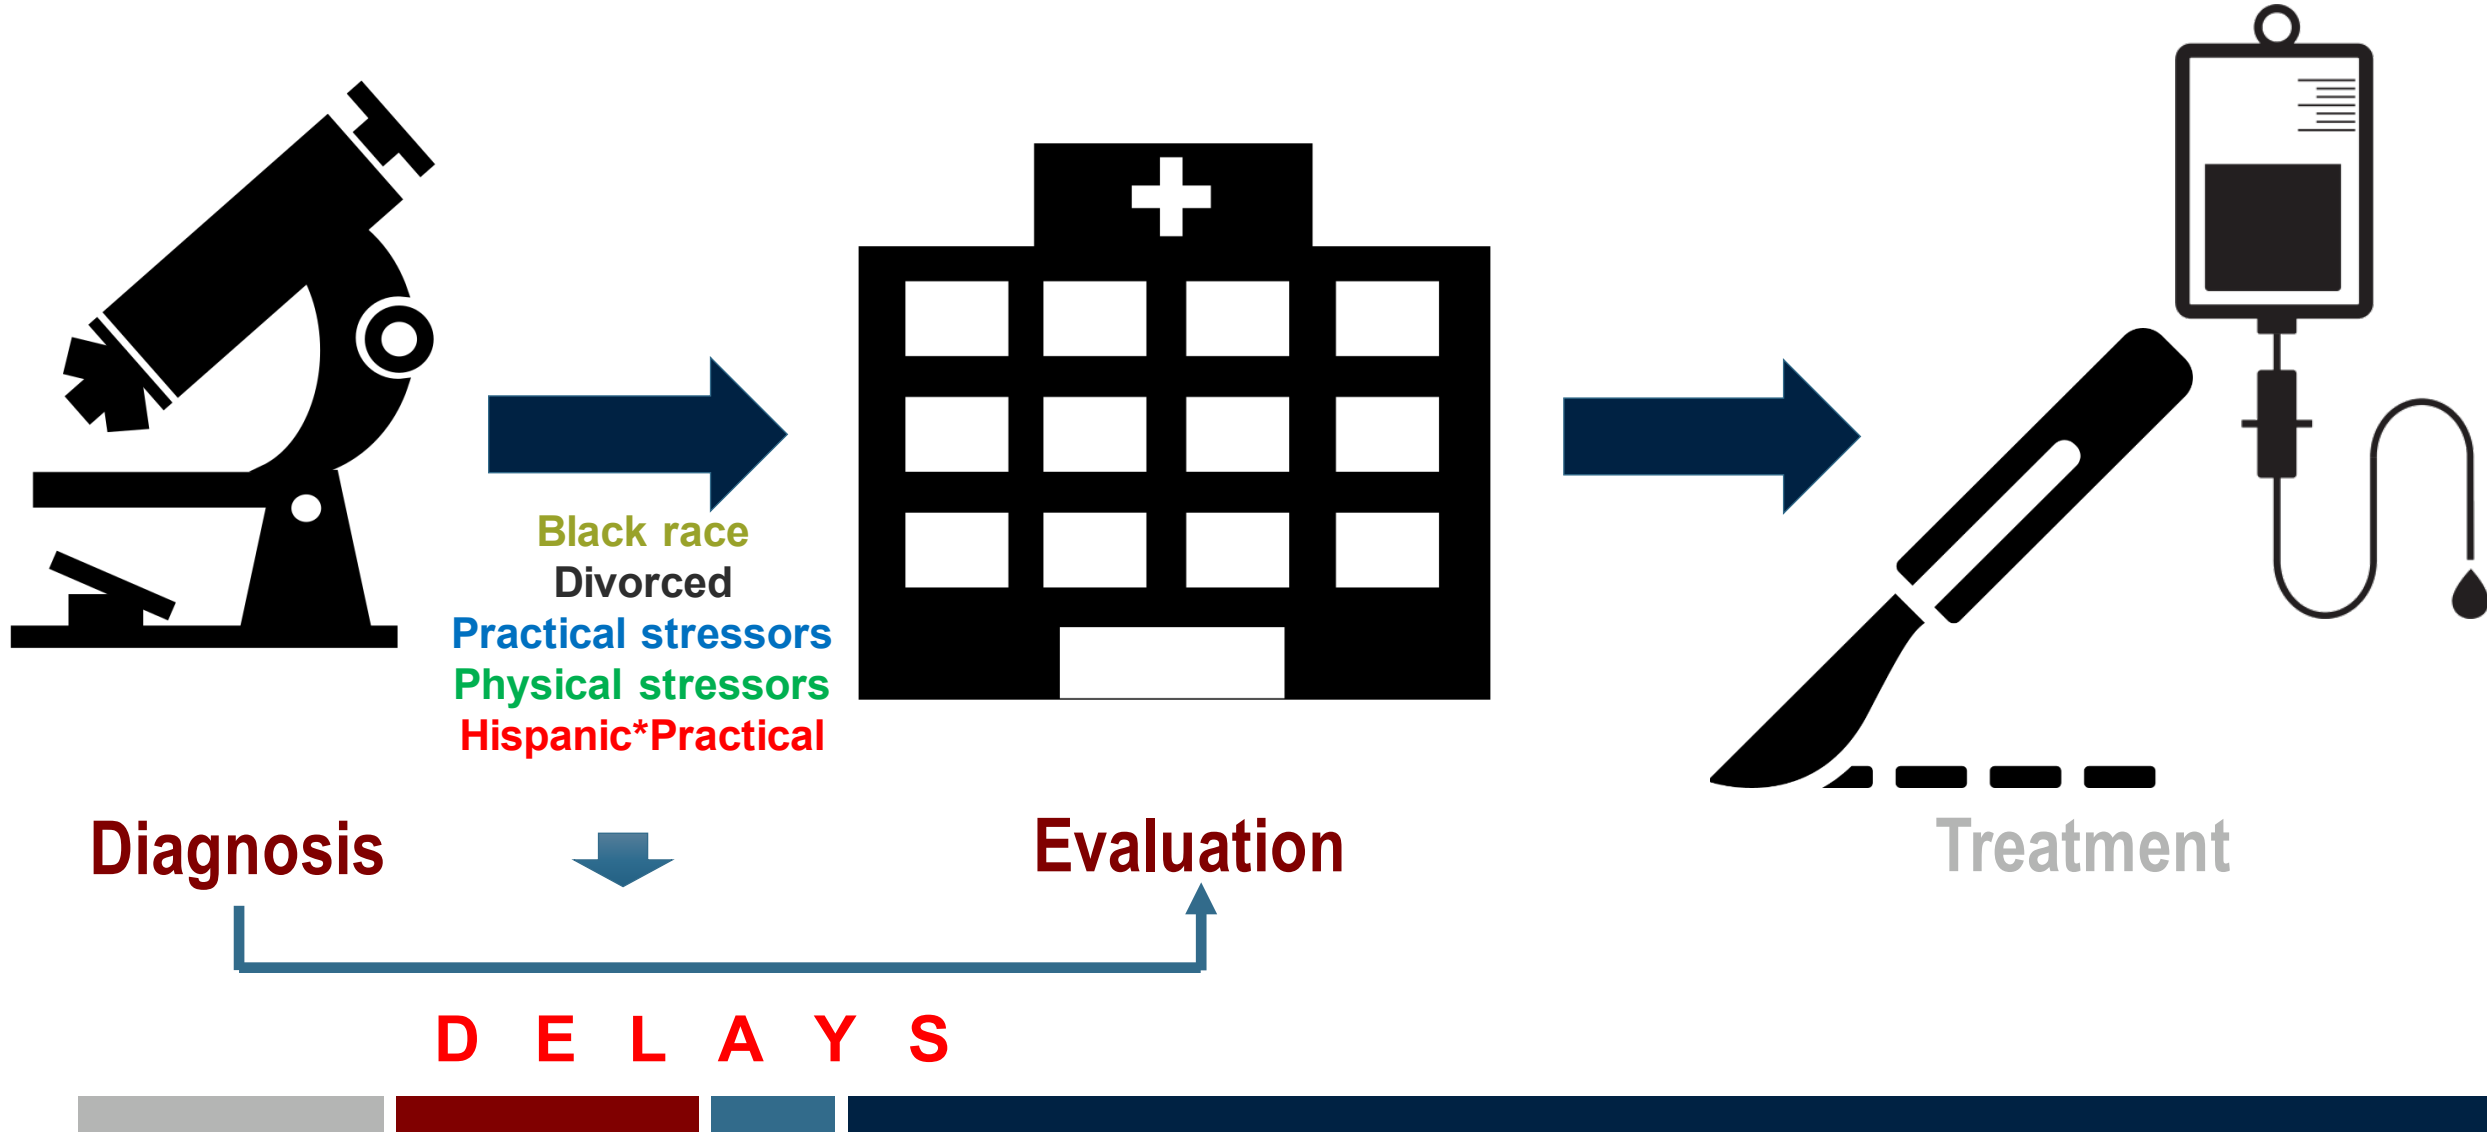 Black race
Divorced
Practical stressors
Physical stressors
Hispanic*Practical
Diagnosis
Evaluation
Treatment
D E L A Y S